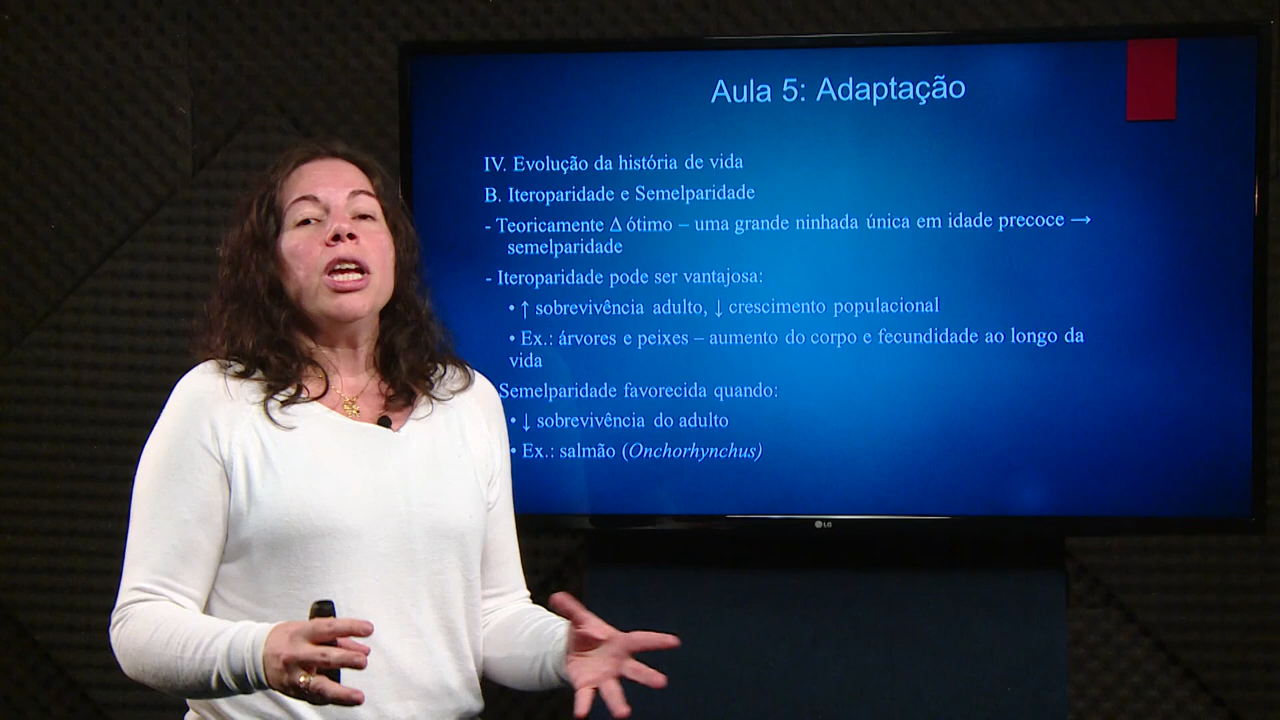 Aula 5: Adaptação
IV. Evolução da história de vida
B. Iteroparidade e Semelparidade
- Teoricamente Δ ótimo – uma grande ninhada única em idade precoce →
semelparidade
- Iteroparidade pode ser vantajosa:
• ↑ sobrevivência adulto, ↓ crescimento populacional
• Ex.: árvores e peixes – aumento do corpo e fecundidade ao longo da
vida
Semelparidade favorecida quando:
• ↓ sobrevivência do adulto
• Ex.: salmão (Onchorhynchus)
LG